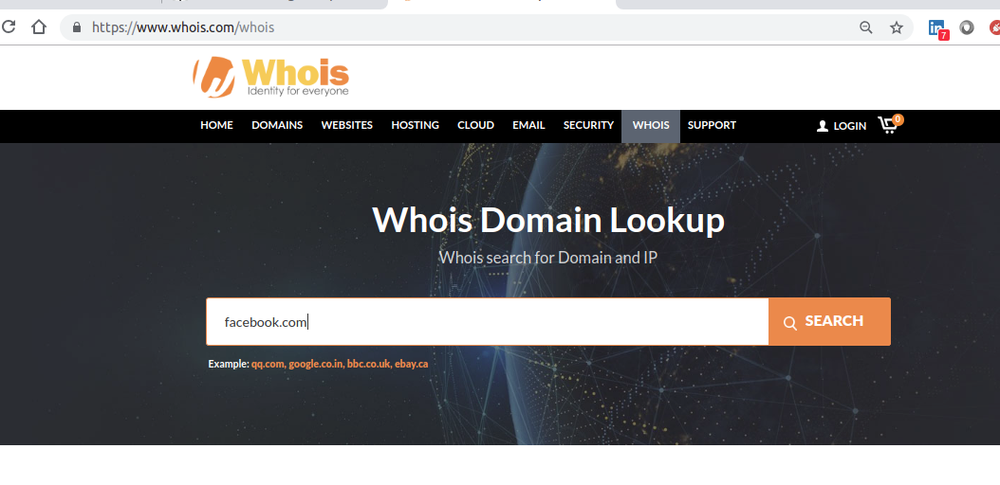 https://www.whois.com/whois
7
Whois
Identity for everyone
HOME DOMAINS WEBSITES HOSTING CLOUD EMAIL SECURITY WHOIS SUPPORT LOGIN 0
Whois Domain Lookup
Whois search for Domain and IP
facebook.com SEARCH
Example: qq.com, google.co.in, bbc.co.uk, ebay.ca